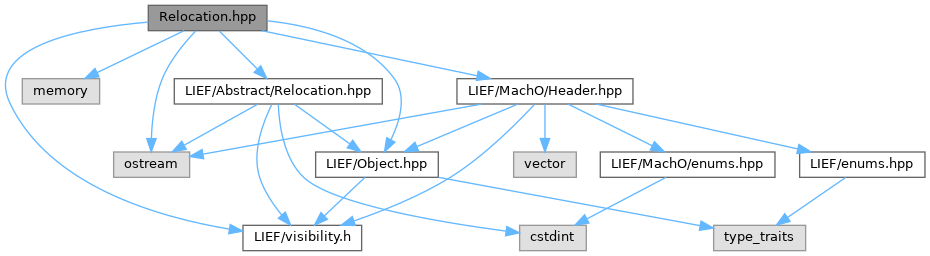 Relocation.hpp
memory
LIEF/Abstract/Relocation.hpp
LIEF/MachO/Header.hpp
ostream
LIEF/Object.hpp
vector
LIEF/MachO/enums.hpp
LIEF/enums.hpp
LIEF/visibility.h
cstdint
type_traits